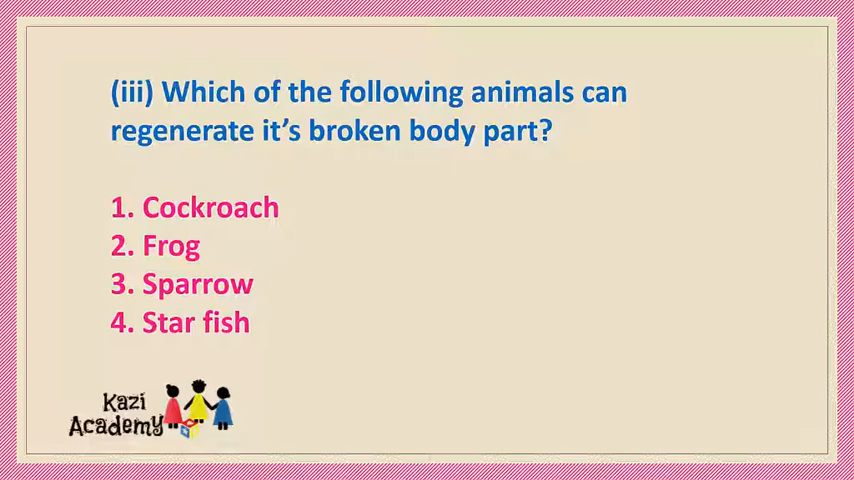 (iii) Which of the following animals can
regenerate it’s broken body part?
1. Cockroach
2. Frog
3. Sparrow
4. Star fish
Kazi
Academy